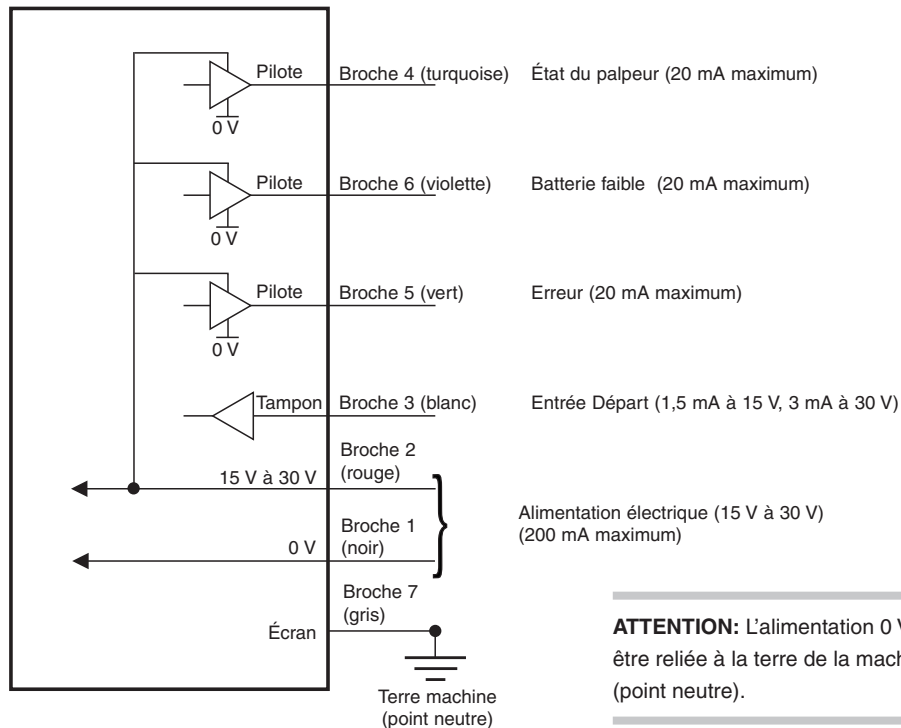 Pilote Broche 4 (turquoise) État du palpeur (20 mA maximum)
0 V
Pilote Broche 6 (violette) Batterie faible (20 mA maximum)
0 V
Pilote Broche 5 (vert) Erreur (20 mA maximum)
0 V
Tampon Broche 3 (blanc) Entrée Départ (1,5 mA à 15 V, 3 mA à 30 V)
Broche 2
(rouge)
15 V à 30 V
Alimentation électrique (15 V à 30 V)
(200 mA maximum)
Broche 1
(noir)
0 V
Broche 7
(gris)
Écran
Terre machine
(point neutre)
ATTENTION: L'alimentation 0 V
être reliée à la terre de la mach
(point neutre).